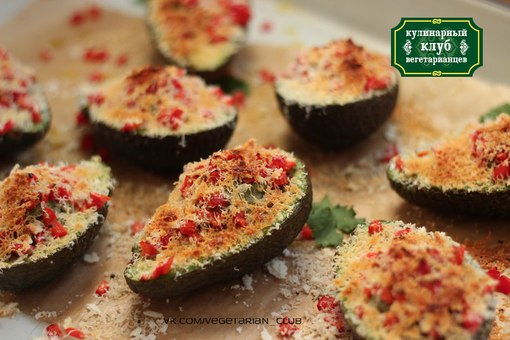 кулинарный
клуб
вегетарианцев
VK.COM/VEGETARIAN_CLUB